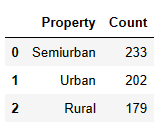 Property Count
0 Semiurban 233
1 Urban 202
2 Rural 179